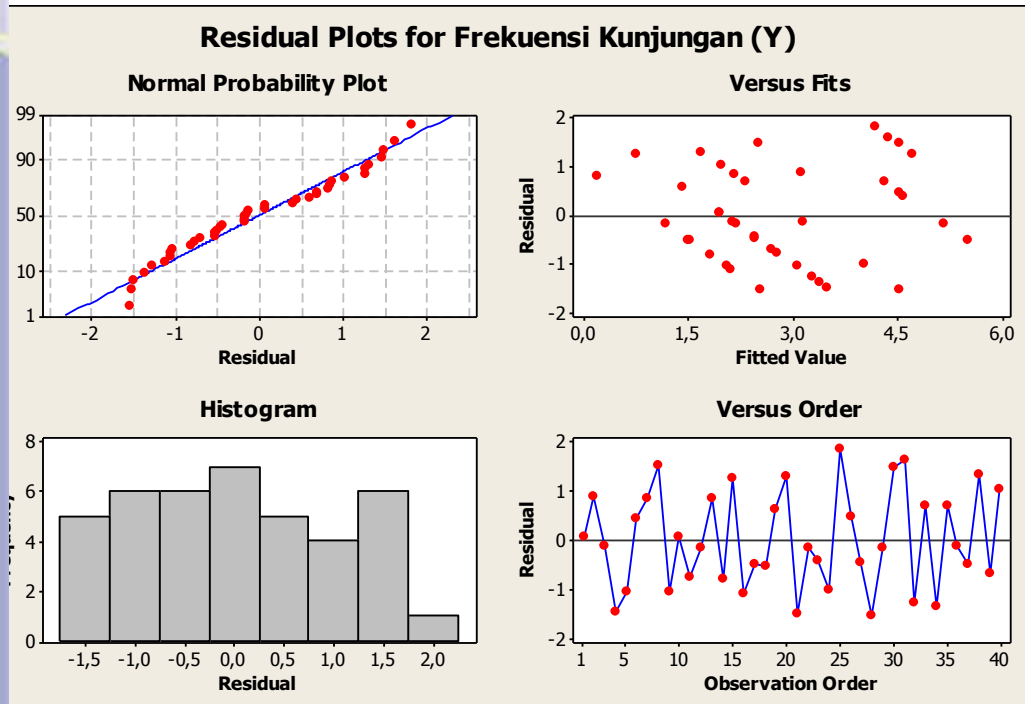 Residual Plots for Frekuensi Kunjungan (Y)
Normal Probability Plot
99
90
50
10
1
-2 -1 0 1 2
Residual
Versus Fits
Residual
2
1
0
-1
-2
0,0 1,5 3,0 4,5 6,0
Fitted Value
Histogram
8
6
4
2
0
-1,5 -1,0 -0,5 0,0 0,5 1,0 1,5 2,0
Residual
Versus Order
Residual
2
1
0
-1
-2
1 5 10 15 20 25 30 35 40
Observation Order